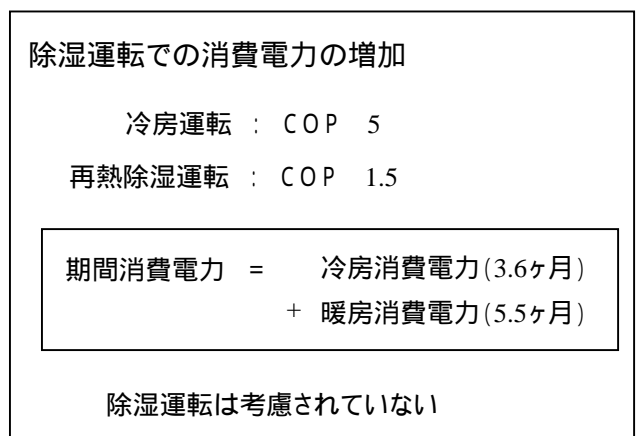 除湿運転での消費電力の増加
冷房運転 : COP 5
再熱除湿運転 : COP 1.5
期間消費電力 = 冷房消費電力(3.6ヶ月)
+ 暖房消費電力(5.5ヶ月)
除湿運転は考慮されていない